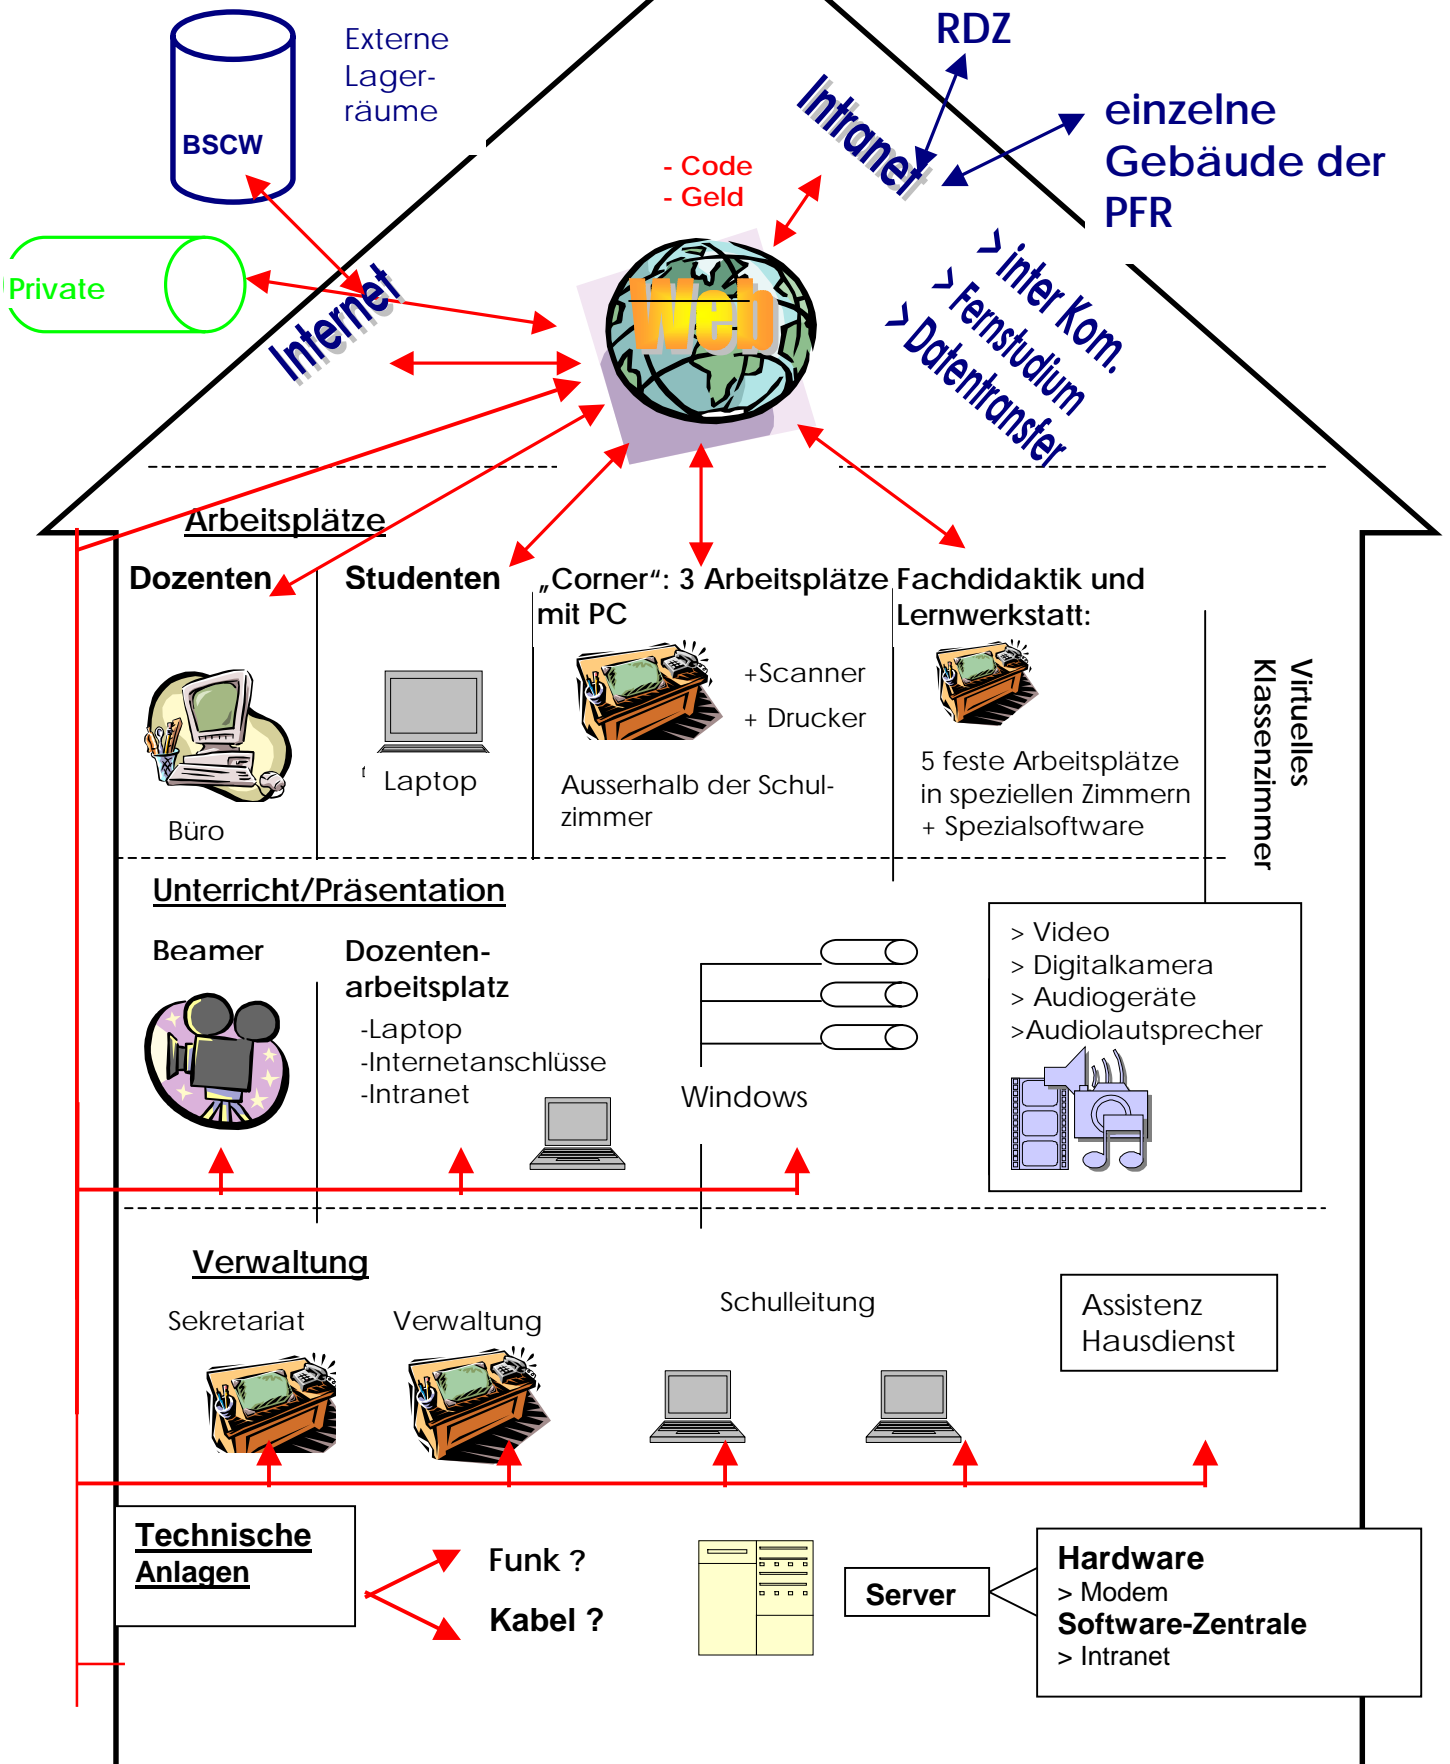 RDZ
Externe
Lager-
räume
BSCW
Intranet
einzelne
Gebäude der
PFR
- Code
- Geld
Private
Internet
Web
> inter Kom.
> Fernstudium
> Datentransfer
Arbeitsplätze
Dozenten
Büro
Studenten
Laptop
„Corner“: 3 Arbeitsplätze
mit PC
+Scanner
+ Drucker
Ausserhalb der Schul-
zimmer
Fachdidaktik und
Lernwerkstatt:
5 feste Arbeitsplätze
in speziellen Zimmern
+ Spezialsoftware
Virtuelles
Klassenzimmer
Unterricht/Präsentation
Beamer
Dozenten-
arbeitsplatz
-Laptop
-Internetanschlüsse
-Intranet
Windows
> Video
> Digitalkamera
> Audiogeräte
>Audiolautsprecher
Verwaltung
Sekretariat
Verwaltung
Schulleitung
Assistenz
Hausdienst
Technische
Anlagen
Funk ?
Kabel ?
Server
Hardware
> Modem
Software-Zentrale
> Intranet